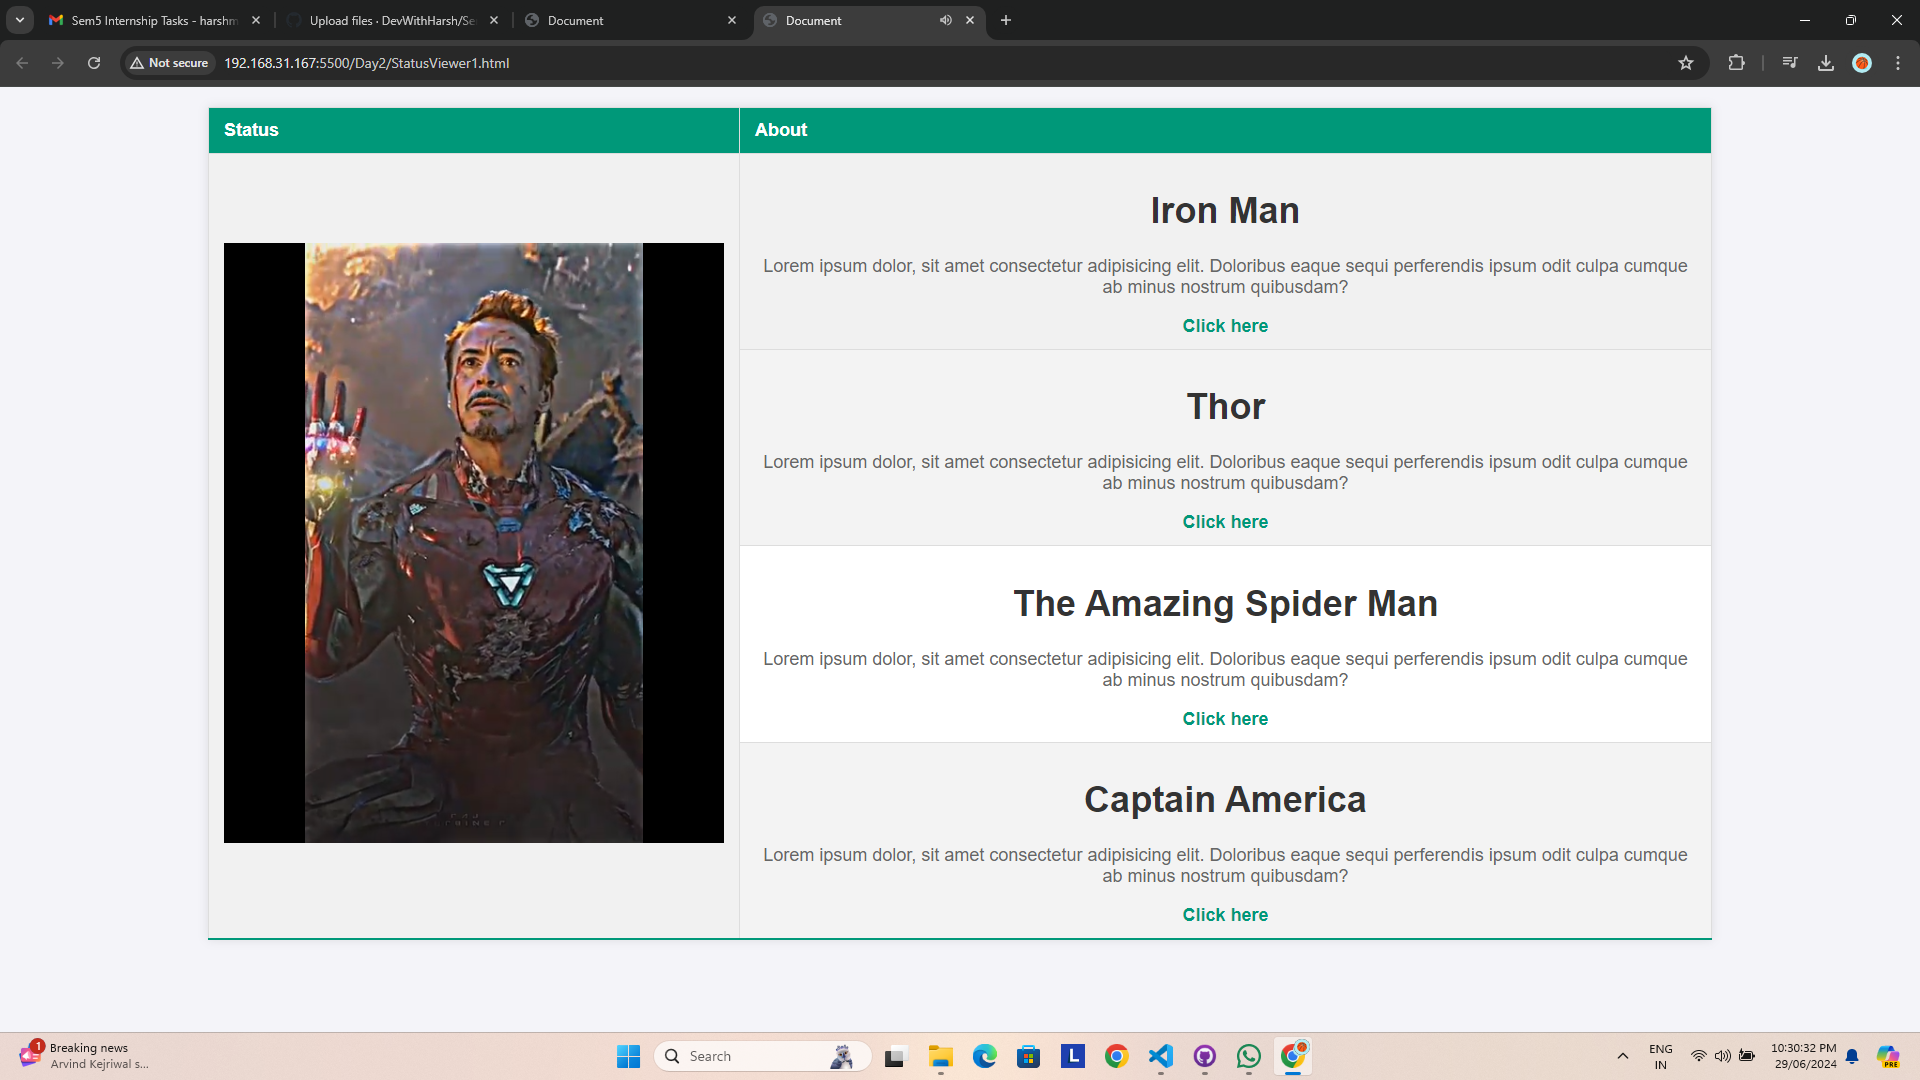 Sem5 Internship Tasks - harshm
Upload files · DevWithHarsh/Se
Document
Document
Not secure
192.168.31.167:5500/Day2/StatusViewer1.html
Status
About
Iron Man
Lorem ipsum dolor, sit amet consectetur adipisicing elit. Doloribus eaque sequi perferendis ipsum odit culpa cumque
ab minus nostrum quibusdam?
Click here
Thor
Lorem ipsum dolor, sit amet consectetur adipisicing elit. Doloribus eaque sequi perferendis ipsum odit culpa cumque
ab minus nostrum quibusdam?
Click here
The Amazing Spider Man
Lorem ipsum dolor, sit amet consectetur adipisicing elit. Doloribus eaque sequi perferendis ipsum odit culpa cumque
ab minus nostrum quibusdam?
Click here
Captain America
Lorem ipsum dolor, sit amet consectetur adipisicing elit. Doloribus eaque sequi perferendis ipsum odit culpa cumque
ab minus nostrum quibusdam?
Click here
1
Breaking news
Arvind Kejriwal s...
Search
L
ENG
IN
10:30:32 PM
29/06/2024
PRE